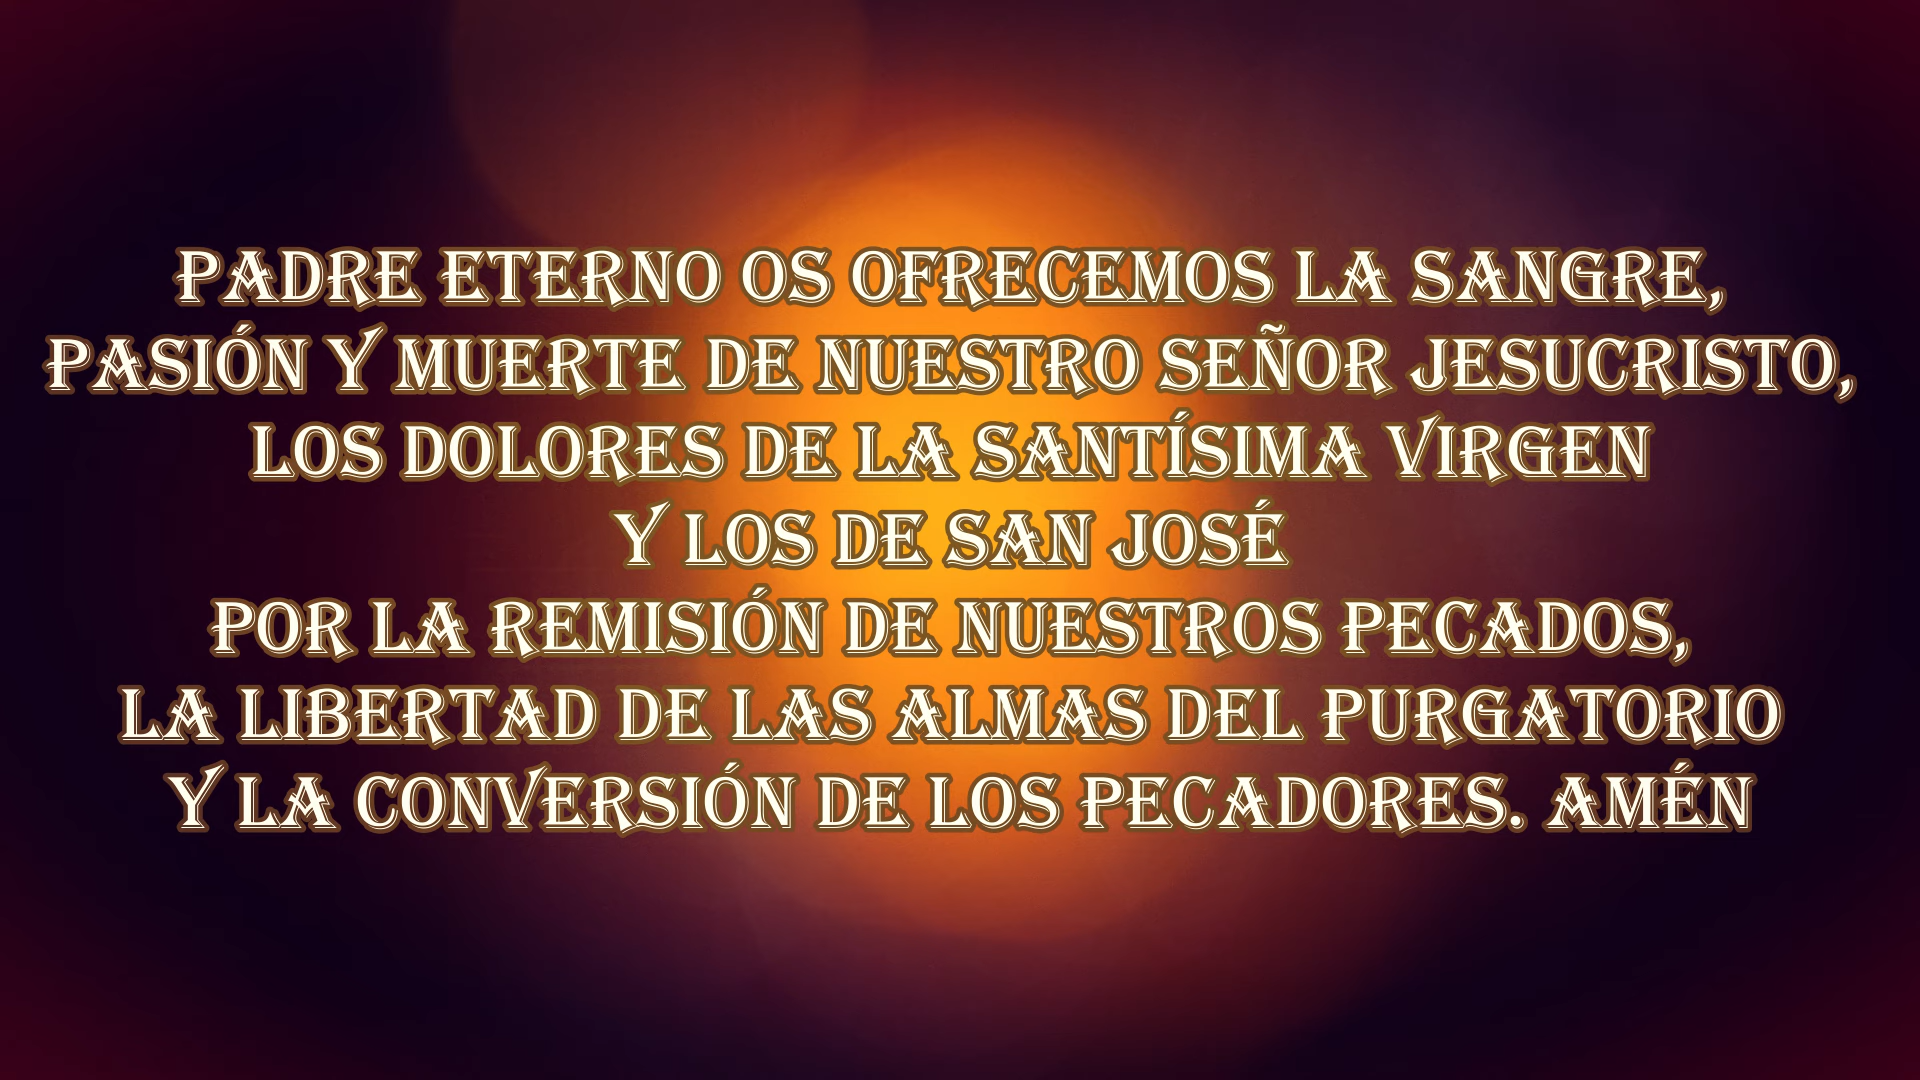 PADRE ETERNO OS OFRECEMOS LA SANGRE,
PASIÓN Y MUERTE DE NUESTRO SEÑOR JESUCRISTO,
LOS DOLORES DE LA SANTÍSIMA VIRGEN
Y LOS DE SAN JOSÉ
POR LA REMISIÓN DE NUESTROS PECADOS,
LA LIBERTAD DE LAS ALMAS DEL PURGATORIO
Y LA CONVERSIÓN DE LOS PECADORES. AMÉN